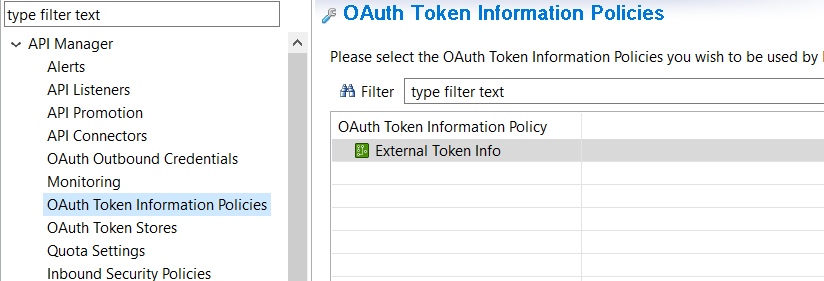 type filter text
API Manager
Alerts
API Listeners
API Promotion
API Connectors
OAuth Outbound Credentials
Monitoring
OAuth Token Information Policies
OAuth Token Stores
Quota Settings
Inbound Security Policies
OAuth Token Information Policies
Please select the OAuth Token Information Policies you wish to be used by
Filter type filter text
OAuth Token Information Policy
External Token Info